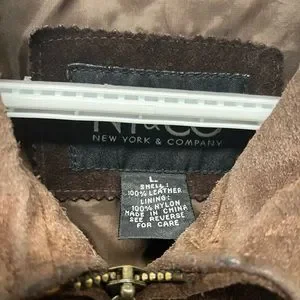 NY&CO
NEW YORK & COMPANY
L
SHELL:
100% LEATHER
LINING:
100% NYLON
MADE IN CHINA
SEE REVERSE
FOR CARE